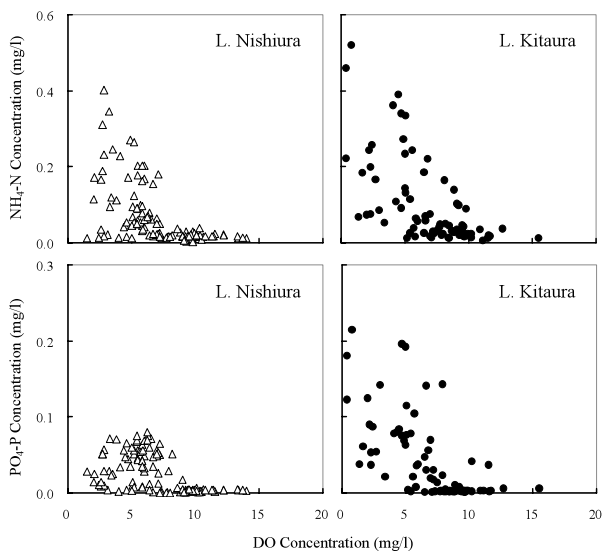 0.6
L. Nishiura
L. Kitaura
0.4
0.2
0.0
NH4-N Concentration (mg/l)
0.3
L. Nishiura
L. Kitaura
0.2
0.1
0.0
PO4-P Concentration (mg/l)
0 5 10 15 20 0 5 10 15 20
DO Concentration (mg/l)